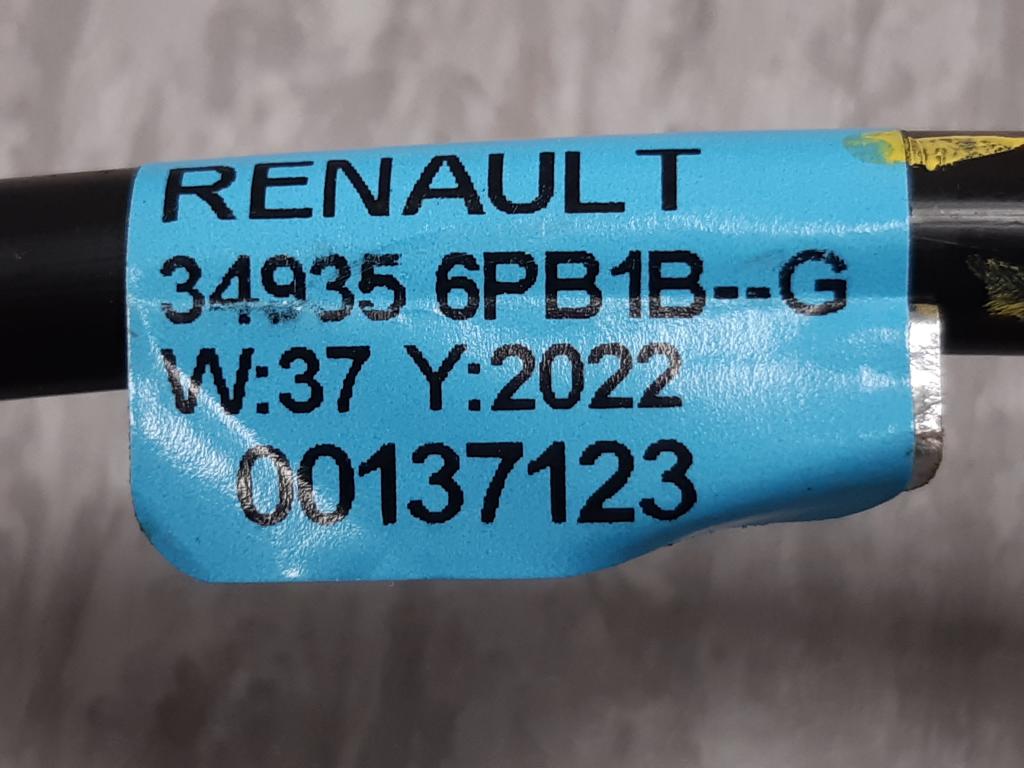 RENAULT
34935 6PB1B--G
W:37 Y:2022
00137123